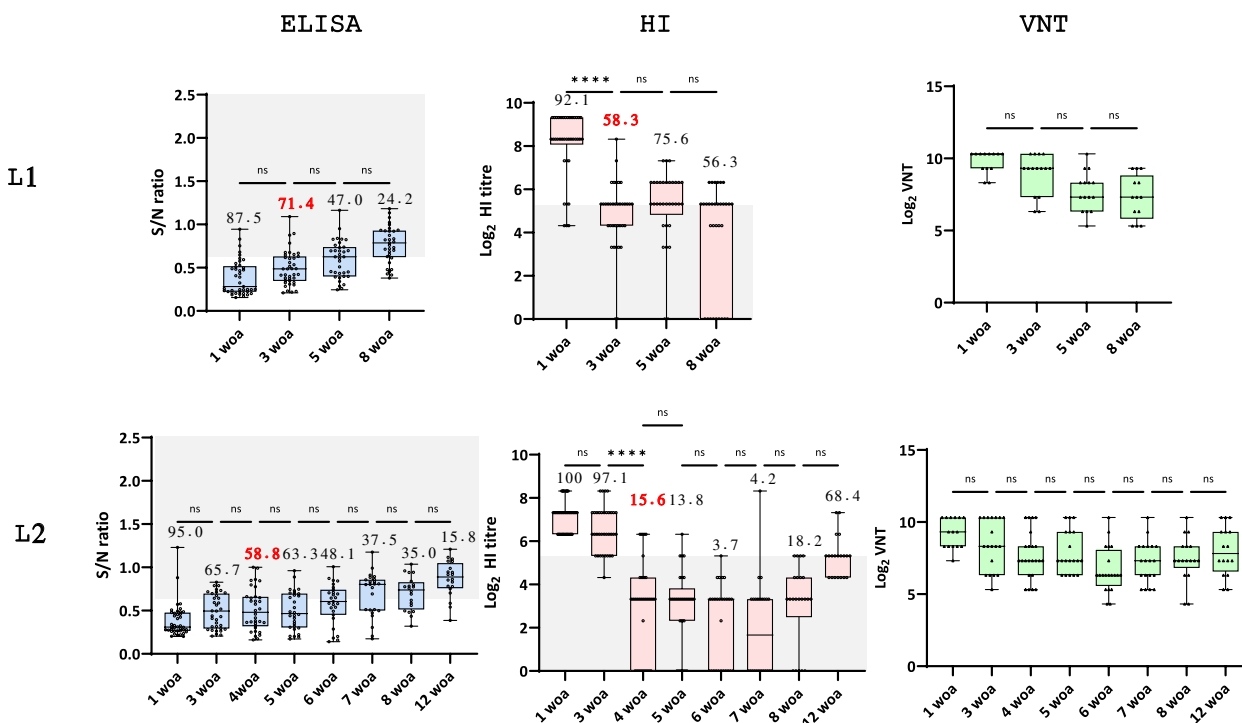 ELISA HI VNT
L1
S/N ratio
2.5
2.0
1.5
1.0
0.5
0.0
ns ns ns
87.5 71.4 47.0 24.2
1 woa 3 woa 5 woa 8 woa
Log2 HI titre
10
8
6
4
2
0
**** ns ns
92.1 58.3 75.6 56.3
1 woa 3 woa 5 woa 8 woa
Log2 VNT
15
10
5
0
ns ns ns
1 woa 3 woa 5 woa 8 woa
L2
S/N ratio
2.5
2.0
1.5
1.0
0.5
0.0
ns ns ns ns ns ns ns
95.0 65.7 58.8 63.3 48.1 37.5 35.0 15.8
1 woa 3 woa 4woa 5 woa 6 woa 7 woa 8 woa 12 woa
Log2 HI titre
10
8
6
4
2
0
ns
ns **** ns ns ns ns
100 97.1 15.6 13.8 3.7 4.2 18.2 68.4
1 woa 3 woa 4 woa 5woa 6 woa 7 woa 8 woa 12 woa
Log2 VNT
15
10
5
0
ns ns ns ns ns ns ns
1 woa 3 woa 4 woa 5 woa 6 woa 7 woa 8 woa 12 woa